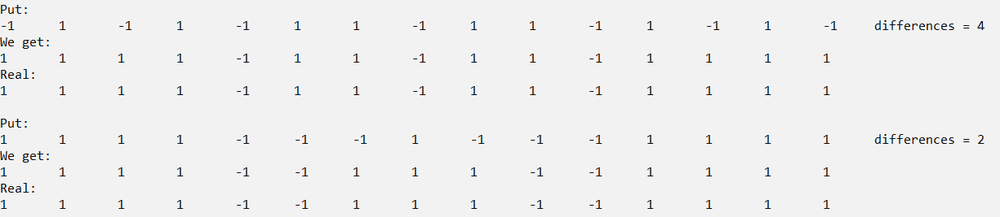 Put:
-1 1 -1 1 -1 1 1 -1 1 1 -1 1 -1 1 -1 differences = 4
We get:
1 1 1 1 -1 1 1 -1 1 1 -1 1 1 1 1
Real:
1 1 1 1 -1 1 1 -1 1 1 -1 1 1 1 1
Put:
1 1 1 1 -1 -1 -1 1 -1 -1 -1 1 1 1 1 differences = 2
We get:
1 1 1 1 -1 -1 1 1 1 -1 -1 1 1 1 1
Real:
1 1 1 1 -1 -1 1 1 1 -1 -1 1 1 1 1